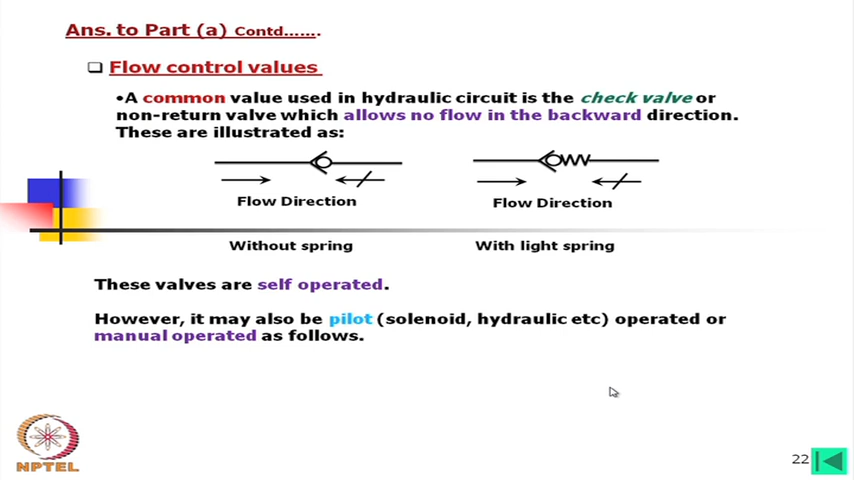 Ans. to Part (a) Contd…….
❑ Flow control values
•A common value used in hydraulic circuit is the check valve or
non-return valve which allows no flow in the backward direction.
These are illustrated as:
Flow Direction
Flow Direction
Without spring
With light spring
These valves are self operated.
However, it may also be pilot (solenoid, hydraulic etc) operated or
manual operated as follows.
NPTEL
22